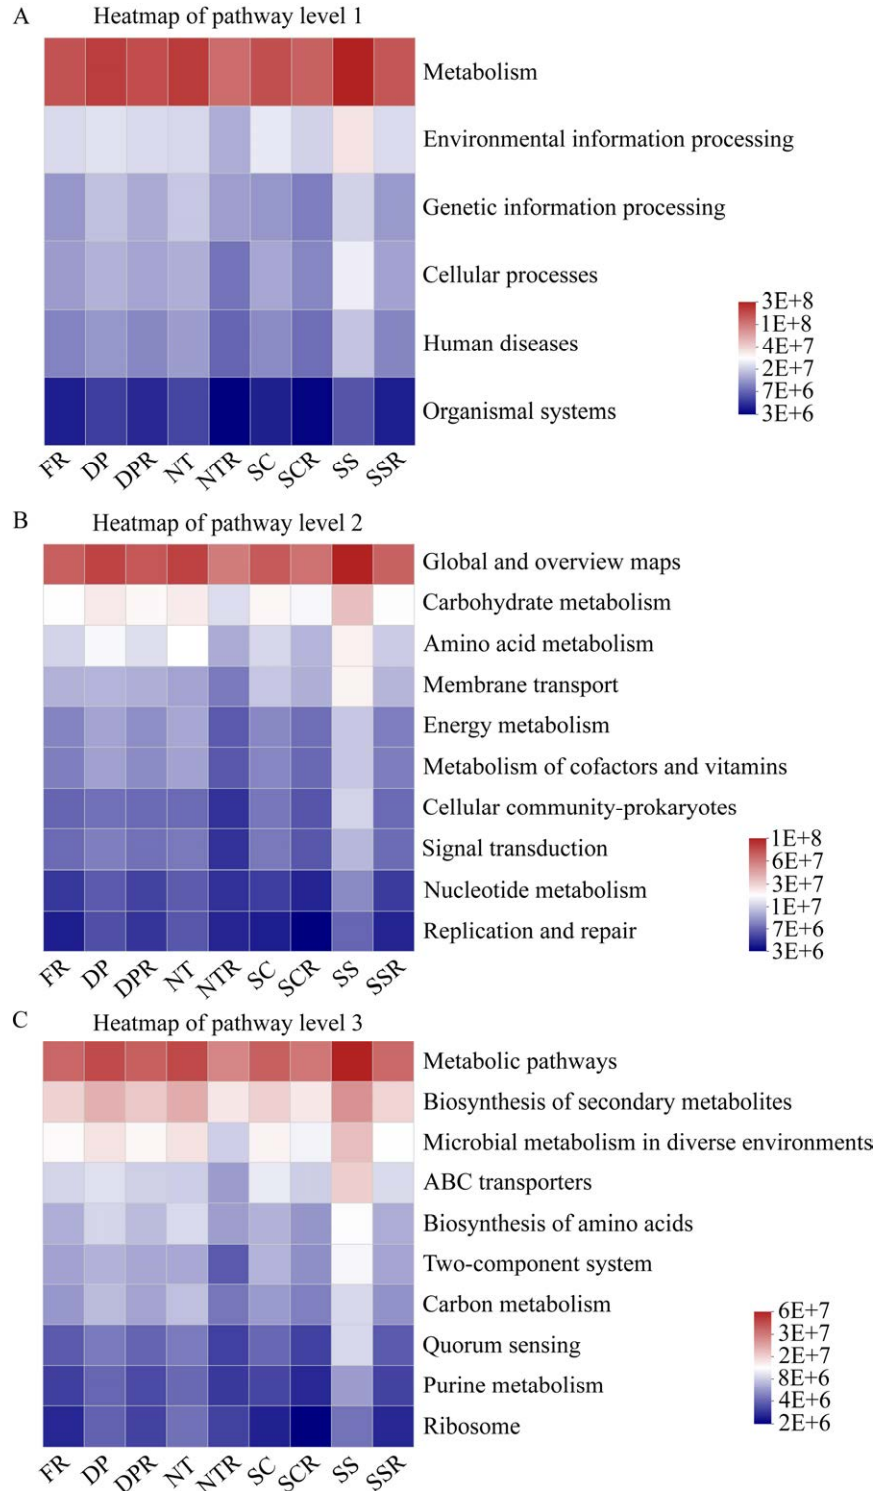 A
Heatmap of pathway level 1
Metabolism
Environmental information processing
Genetic information processing
Cellular processes
Human diseases
Organismal systems
3E+8
1E+8
4E+7
2E+7
7E+6
3E+6
FR DP DPR NT NTR SC SCR SS SSR
B
Heatmap of pathway level 2
Global and overview maps
Carbohydrate metabolism
Amino acid metabolism
Membrane transport
Energy metabolism
Metabolism of cofactors and vitamins
Cellular community-prokaryotes
Signal transduction
Nucleotide metabolism
Replication and repair
1E+8
6E+7
3E+7
1E+7
7E+6
3E+6
FR DP DPR NT NTR SC SCR SS SSR
C
Heatmap of pathway level 3
Metabolic pathways
Biosynthesis of secondary metabolites
Microbial metabolism in diverse environments
ABC transporters
Biosynthesis of amino acids
Two-component system
Carbon metabolism
Quorum sensing
Purine metabolism
Ribosome
6E+7
3E+7
2E+7
8E+6
4E+6
2E+6
FR DP DPR NT NTR SC SCR SS SSR